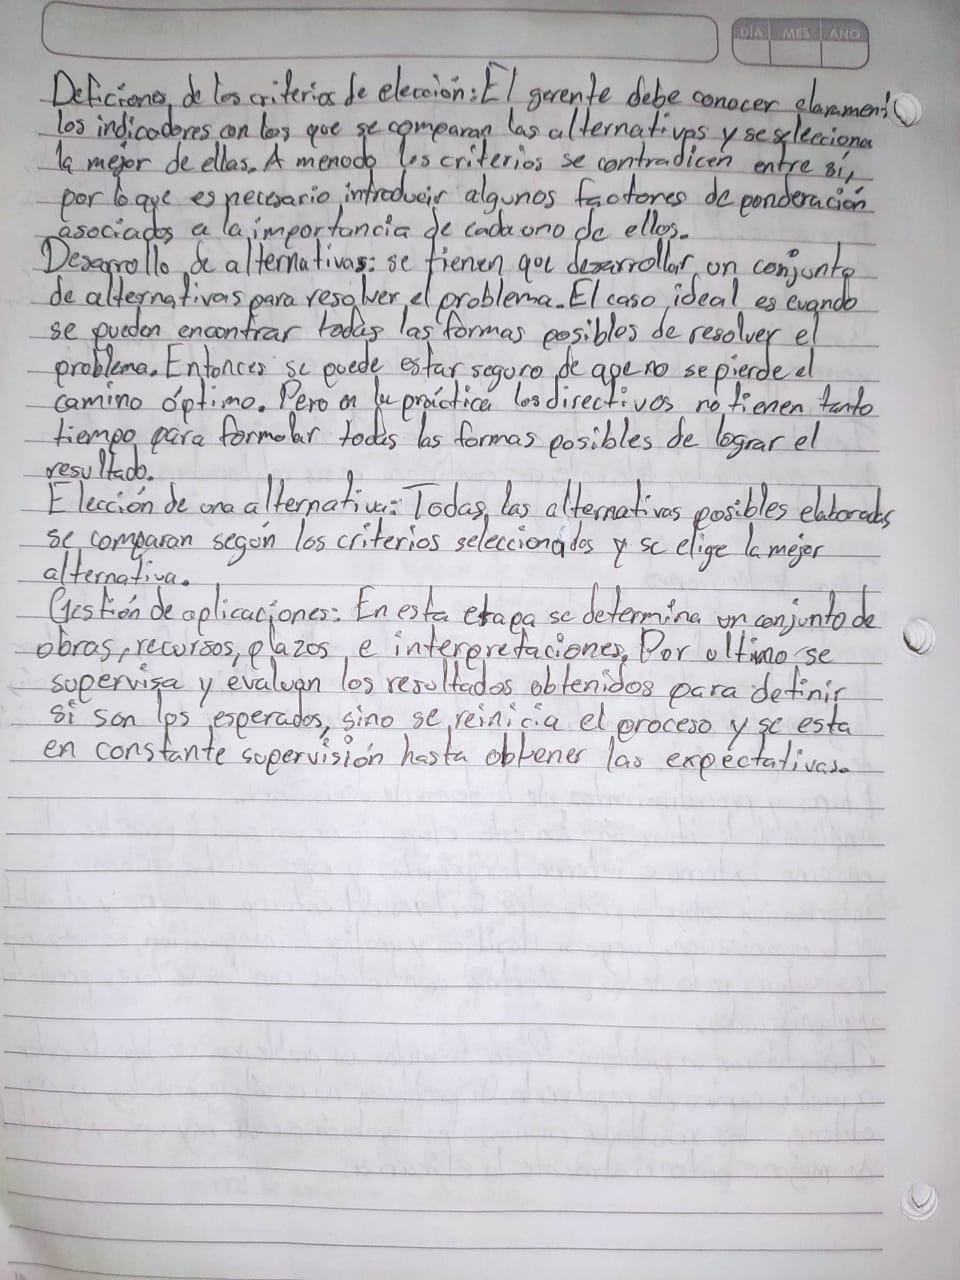 DÍA MES AÑO
Deficiones de los criterios de elección: El gerente debe conocer claramen
los indicadores con los que se comparan las alternativas y se selecciona
la mejor de ellas. A menodo los criterios se contradicen entre sí,
por lo que es necesario introducir algunos factores de ponderación
asociados a la importancia de cada uno de ellos.
Desarrollo de alternativas: se tienen que desarrollar un conjunto
de alternativas para resolver el problema. El caso ideal es cuando
se pueden encontrar todas las formas posibles de resolver el
problema. Entonces se puede estar seguro de que no se pierde el
camino óptimo. Pero en la práctica los directivos no tienen tanto
tiempo para formular todas las formas posibles de lograr el
resultado.
Elección de una alternativa: Todas las alternativas posibles elaboradas
se comparan según los criterios seleccionados y se elige la mejor
alternativa.
Gestión de aplicaciones: En esta etapa se determina un conjunto de
obras, recursos, plazos e interpretaciones. Por ultimo se
supervisa y evaluan los resultados obtenidos para definir
si son los esperados, sino se reinicia el proceso y se esta
en constante supervisión hasta obtener las expectativas.